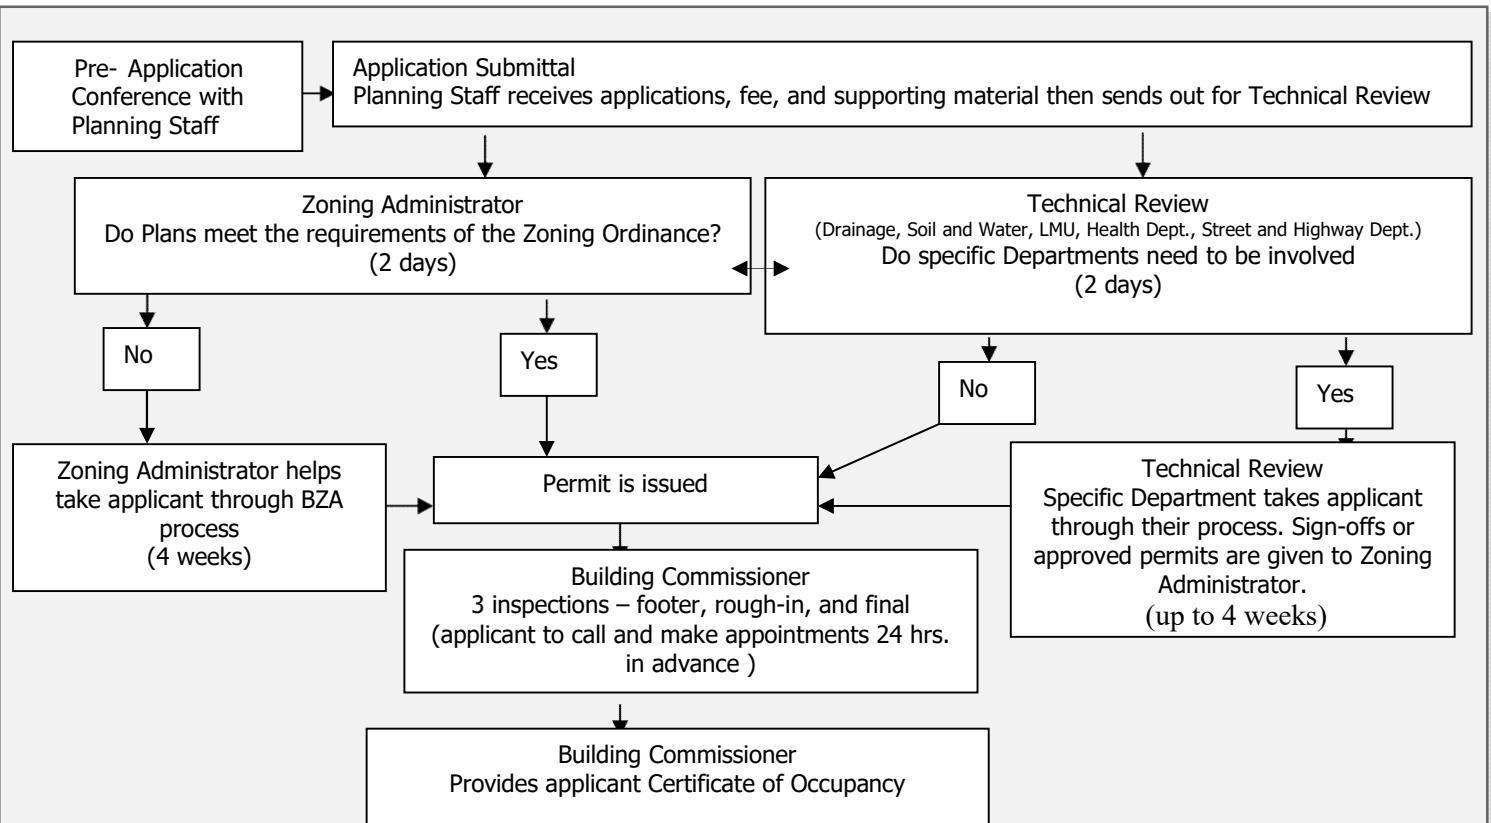 Pre- Application
Conference with
Planning Staff
Application Submittal
Planning Staff receives applications, fee, and supporting material then sends out for Technical Review
Zoning Administrator
Do Plans meet the requirements of the Zoning Ordinance?
(2 days)
Technical Review
(Drainage, Soil and Water, LMU, Health Dept., Street and Highway Dept.)
Do specific Departments need to be involved
(2 days)
No
Yes
No
Yes
Zoning Administrator helps
take applicant through BZA
process
(4 weeks)
Permit is issued
Technical Review
Specific Department takes applicant
through their process. Sign-offs or
approved permits are given to Zoning
Administrator.
(up to 4 weeks)
Building Commissioner
3 inspections – footer, rough-in, and final
(applicant to call and make appointments 24 hrs.
in advance )
Building Commissioner
Provides applicant Certificate of Occupancy